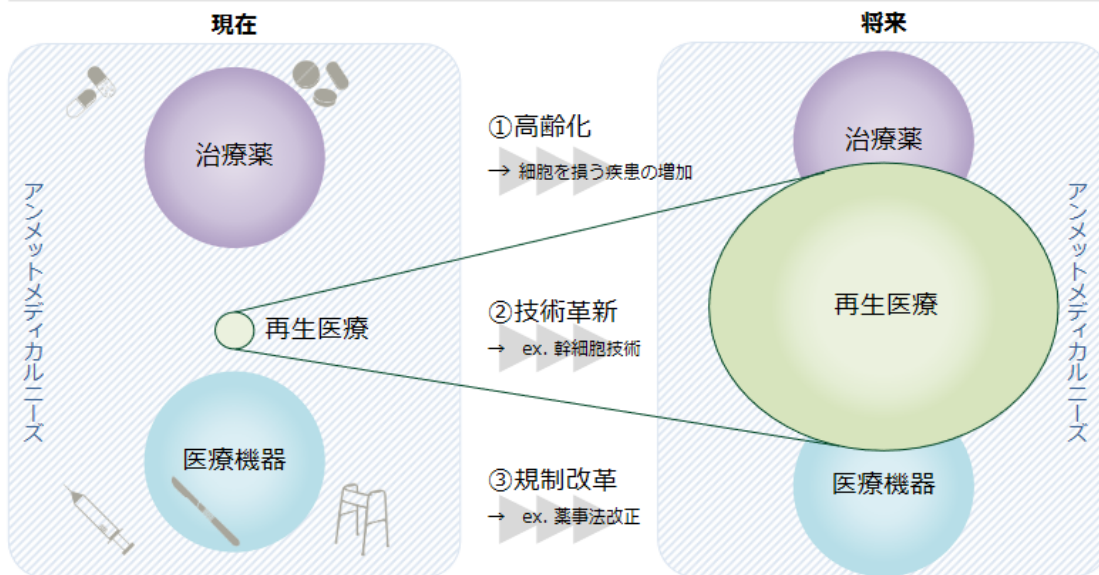 現在
将来
アンメットメディカルニーズ
治療薬
再生医療
医療機器
①高齢化
→ 細胞を損う疾患の増加
②技術革新
→ ex. 幹細胞技術
③規制改革
→ ex. 薬事法改正
治療薬
再生医療
医療機器
アンメットメディカルニーズ